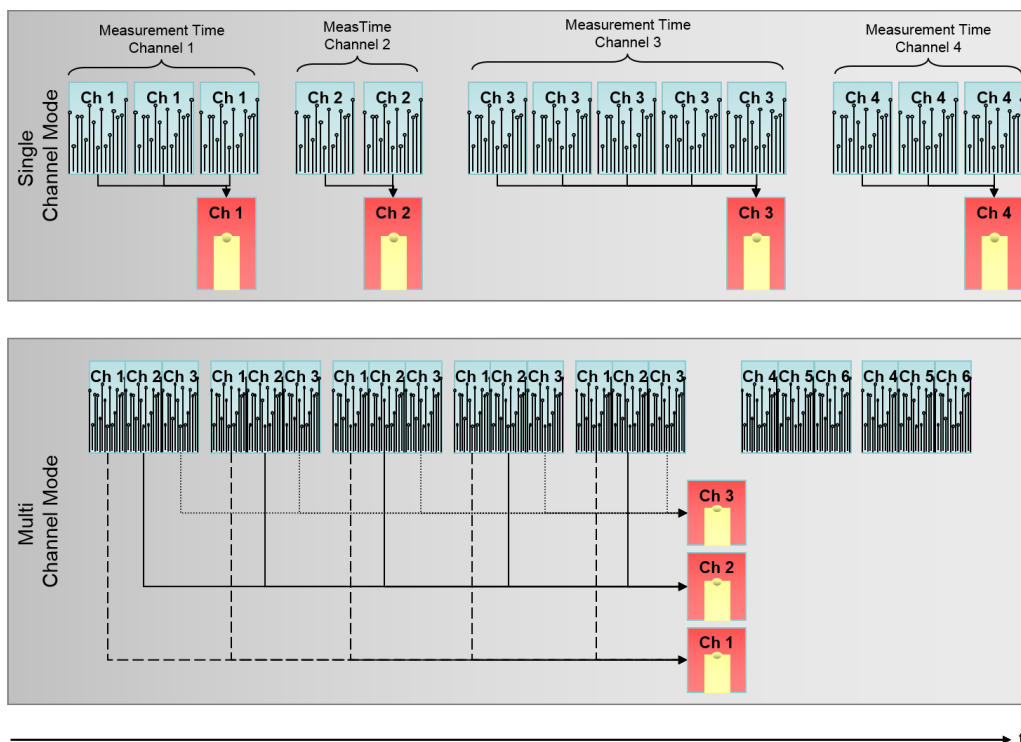 Measurement Time
Channel 1
MeasTime
Channel 2
Measurement Time
Channel 3
Measurement Time
Channel 4
Single
Channel Mode
Ch 1 Ch 1 Ch 1 Ch 2 Ch 2 Ch 3 Ch 3 Ch 3 Ch 3 Ch 3 Ch 4 Ch 4 Ch 4
Ch 1 Ch 2 Ch 3 Ch 4
Multi
Channel Mode
Ch 1 Ch 2 Ch 3 Ch 1 Ch 2 Ch 3 Ch 1 Ch 2 Ch 3 Ch 1 Ch 2 Ch 3 Ch 1 Ch 2 Ch 3 Ch 4 Ch 5 Ch 6 Ch 4 Ch 5 Ch 6
Ch 3
Ch 2
Ch 1
t